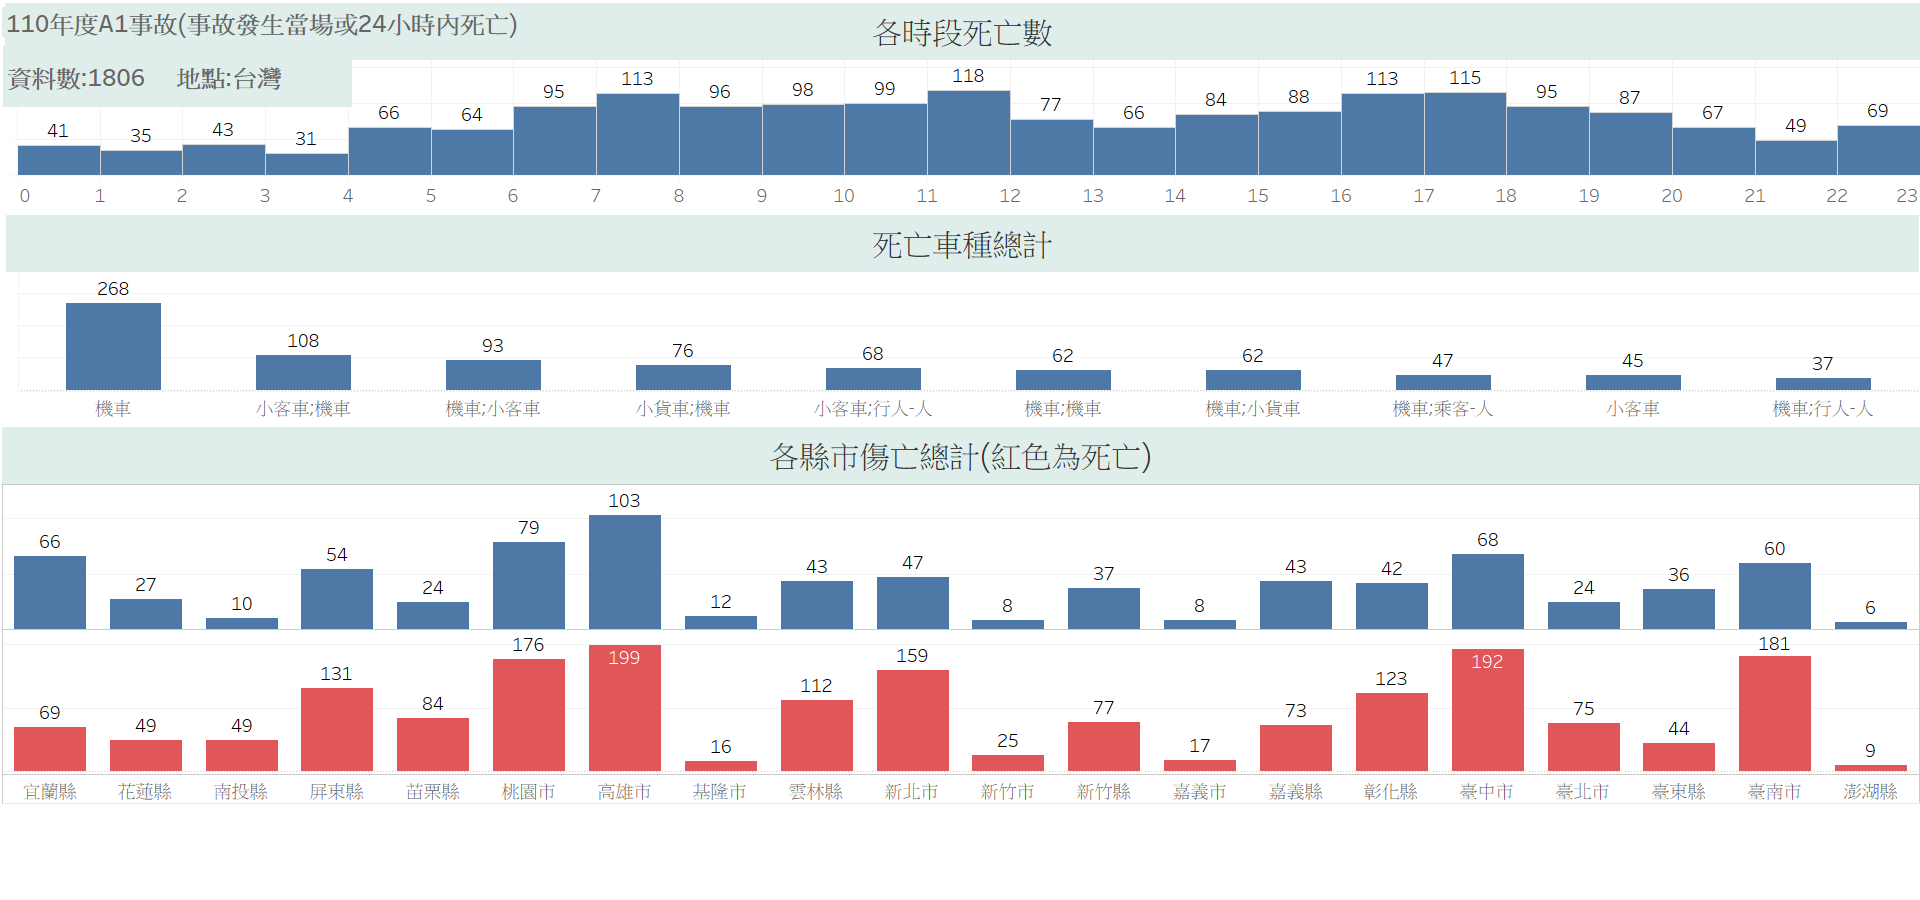 110年度A1事故(事故發生當場或24小時內死亡)
各時段死亡數
資料數:1806 地點:台灣
41 35 43 31 66 64 95 113 96 98 99 118 77 66 84 88 113 115 95 87 67 49 69
0 1 2 3 4 5 6 7 8 9 10 11 12 13 14 15 16 17 18 19 20 21 22 23
死亡車種總計
268 108 93 76 68 62 62 47 45 37
機車 小客車;機車 機車;小客車 小貨車;機車 小客車;行人-人 機車;機車 機車;小貨車 機車;乘客-人 小客車 機車;行人-人
各縣市傷亡總計(紅色為死亡)
66 27 10 54 24 79 103 12 43 47 8 37 8 43 42 68 24 36 60 6
69 49 49 131 84 176 199 16 112 159 25 77 17 73 123 192 75 44 181 9
宜蘭縣 花蓮縣 南投縣 屏東縣 苗栗縣 桃園市 高雄市 基隆市 雲林縣 新北市 新竹市 新竹縣 嘉義市 嘉義縣 彰化縣 臺中市 臺北市 臺東縣 臺南市 澎湖縣